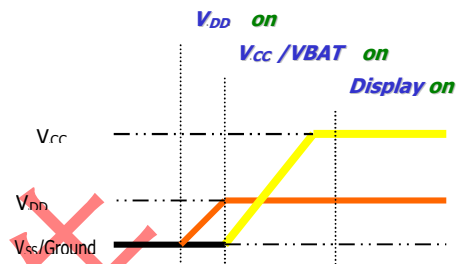 VDD on
VCC /VBAT on
Display on
VCC
VDD
VSS/Ground